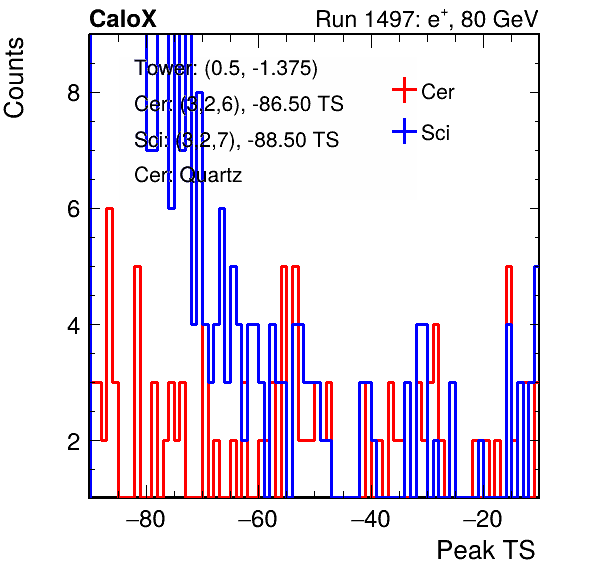 CaloX Run 1497: e⁺, 80 GeV
Counts
Tower: (0.5, -1.375)
Cer: (3,2,6), -86.50 TS
Sci: (3,2,7), -88.50 TS
Cer: Quartz
Cer
Sci
8
6
4
2
−80 −60 −40 −20
Peak TS